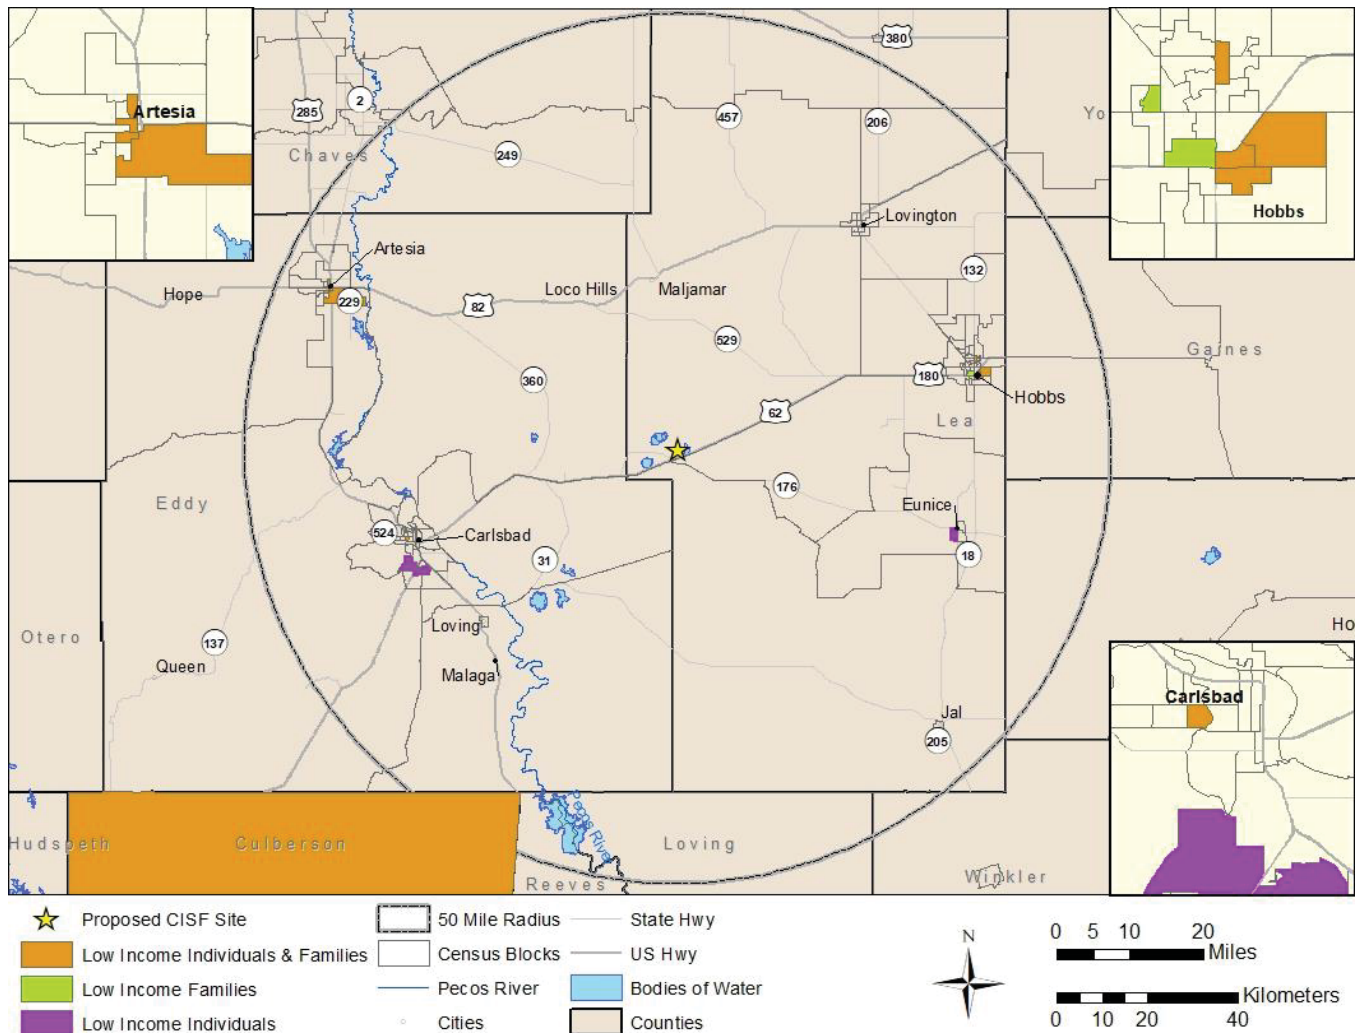 Artesia
Hobbs
Carlsbad
380
285
2
457
206
Chaves
249
Yo
Lovington
Artesia
132
Hope
229
82
Loco Hills
Maljamar
529
Gaines
360
180
Hobbs
62
Lea
176
Eddy
Eunice
524
Carlsbad
18
31
Otero
137
Loving
Ho
Queen
Malaga
Jal
205
Pecos River
Hudspeth
Culberson
Loving
Reeves
Winkler
Proposed CISF Site
Low Income Individuals & Families
Low Income Families
Low Income Individuals
50 Mile Radius
Census Blocks
Pecos River
Cities
State Hwy
US Hwy
Bodies of Water
Counties
N
0 5 10 20
Miles
Kilometers
0 10 20 40